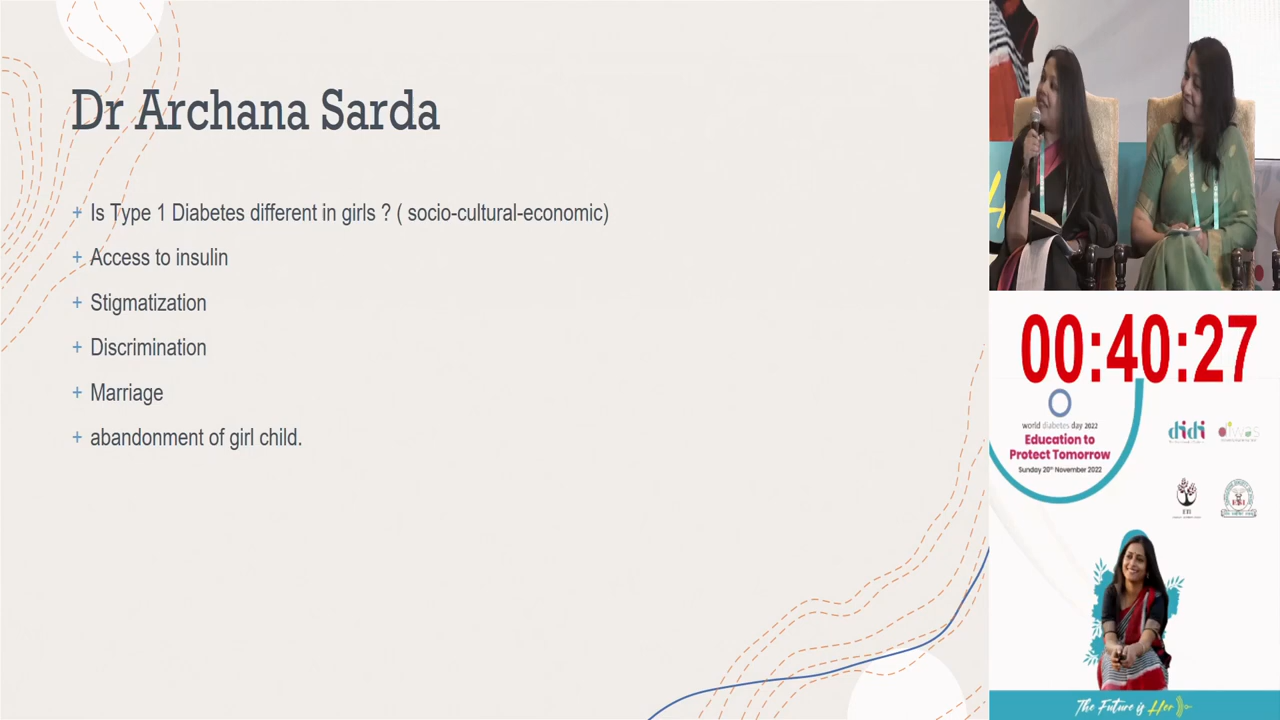 Dr Archana Sarda
+ Is Type 1 Diabetes different in girls ? ( socio-cultural-economic)
+ Access to insulin
+ Stigmatization
+ Discrimination
+ Marriage
+ abandonment of girl child.
00:40:27
world diabetes day 2022
Education to
Protect Tomorrow
Sunday 20th November 2022
didi
The Future is Her